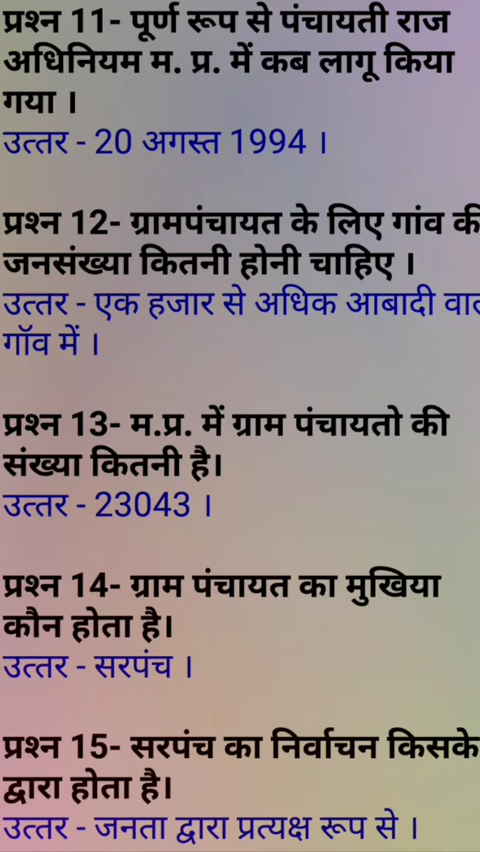 प्रश्न 11- पूर्ण रूप से पंचायती राज
अधिनियम म. प्र. में कब लागू किया
गया ।
उत्तर - 20 अगस्त 1994 ।
प्रश्न 12- ग्रामपंचायत के लिए गांव की
जनसंख्या कितनी होनी चाहिए ।
उत्तर - एक हजार से अधिक आबादी
गॉव में ।
प्रश्न 13- म.प्र. में ग्राम पंचायतो की
संख्या कितनी है।
उत्तर - 23043 ।
प्रश्न 14- ग्राम पंचायत का मुखिया
कौन होता है।
उत्तर - सरपंच ।
प्रश्न 15- सरपंच का निर्वाचन किसके
द्वारा होता है।
उत्तर - जनता द्वारा प्रत्यक्ष रूप से ।